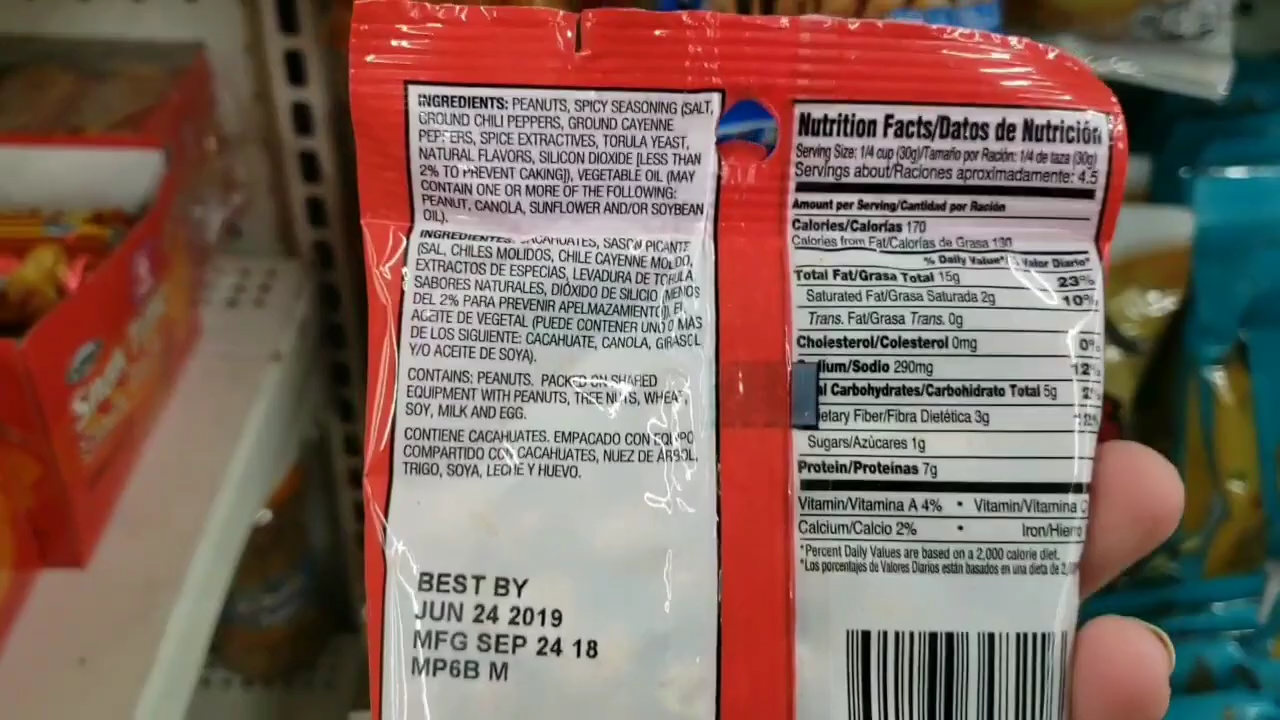 INGREDIENTS: PEANUTS, SPICY SEASONING (SALT,
GROUND CHILI PEPPERS, GROUND CAYENNE
PEPPERS, SPICE EXTRACTIVES, TORULA YEAST,
NATURAL FLAVORS, SILICON DIOXIDE [LESS THAN
2% TO PREVENT CAKING]), VEGETABLE OIL (MAY
CONTAIN ONE OR MORE OF THE FOLLOWING:
PEANUT, CANOLA, SUNFLOWER AND/OR SOYBEAN
OIL).
INGREDIENTES: CACAHUATES, SASÓN PICANTE
(SAL, CHILES MOLIDOS, CHILE CAYENNE MOLIDO,
EXTRACTOS DE ESPECIAS, LEVADURA DE TORULA,
SABORES NATURALES, DIÓXIDO DE SILICIO [MENOS
DEL 2% PARA PREVENIR APELMAZAMIENTO]), EL
ACEITE DE VEGETAL (PUEDE CONTENER UNO O MAS
DE LOS SIGUIENTE: CACAHUATE, CANOLA, GIRASOL
Y/O ACEITE DE SOYA).
CONTAINS: PEANUTS. PACKED ON SHARED
EQUIPMENT WITH PEANUTS, TREE NUTS, WHEAT,
SOY, MILK AND EGG.
CONTIENE CACAHUATES. EMPACADO CON EQUIPO
COMPARTIDO CON CACAHUATES, NUEZ DE ÁRBOL,
TRIGO, SOYA, LECHE Y HUEVO.
BEST BY
JUN 24 2019
MFG SEP 24 18
MP6B M
Nutrition Facts/Datos de Nutrición
Serving Size: 1/4 cup (30g)/Tamaño por Ración: 1/4 de taza (30g)
Servings about/Raciones aproximadamente: 4.5
Amount per Serving/Cantidad por Ración
Calories/Calorías 170
Calories from Fat/Calorías de Grasa 130
% Daily Value*/% Valor Diario*
Total Fat/Grasa Total 15g 23%
Saturated Fat/Grasa Saturada 2g 10%
Trans. Fat/Grasa Trans. 0g
Cholesterol/Colesterol 0mg 0%
dium/Sodio 290mg 12%
al Carbohydrates/Carbohidrato Total 5g 2%
ietary Fiber/Fibra Dietética 3g 12%
Sugars/Azúcares 1g
Protein/Proteínas 7g
Vitamin/Vitamina A 4% • Vitamin/Vitamina C
Calcium/Calcio 2% • Iron/Hierro
*Percent Daily Values are based on a 2,000 calorie diet.
*Los porcentajes de Valores Diarios están basados en una dieta de 2,0